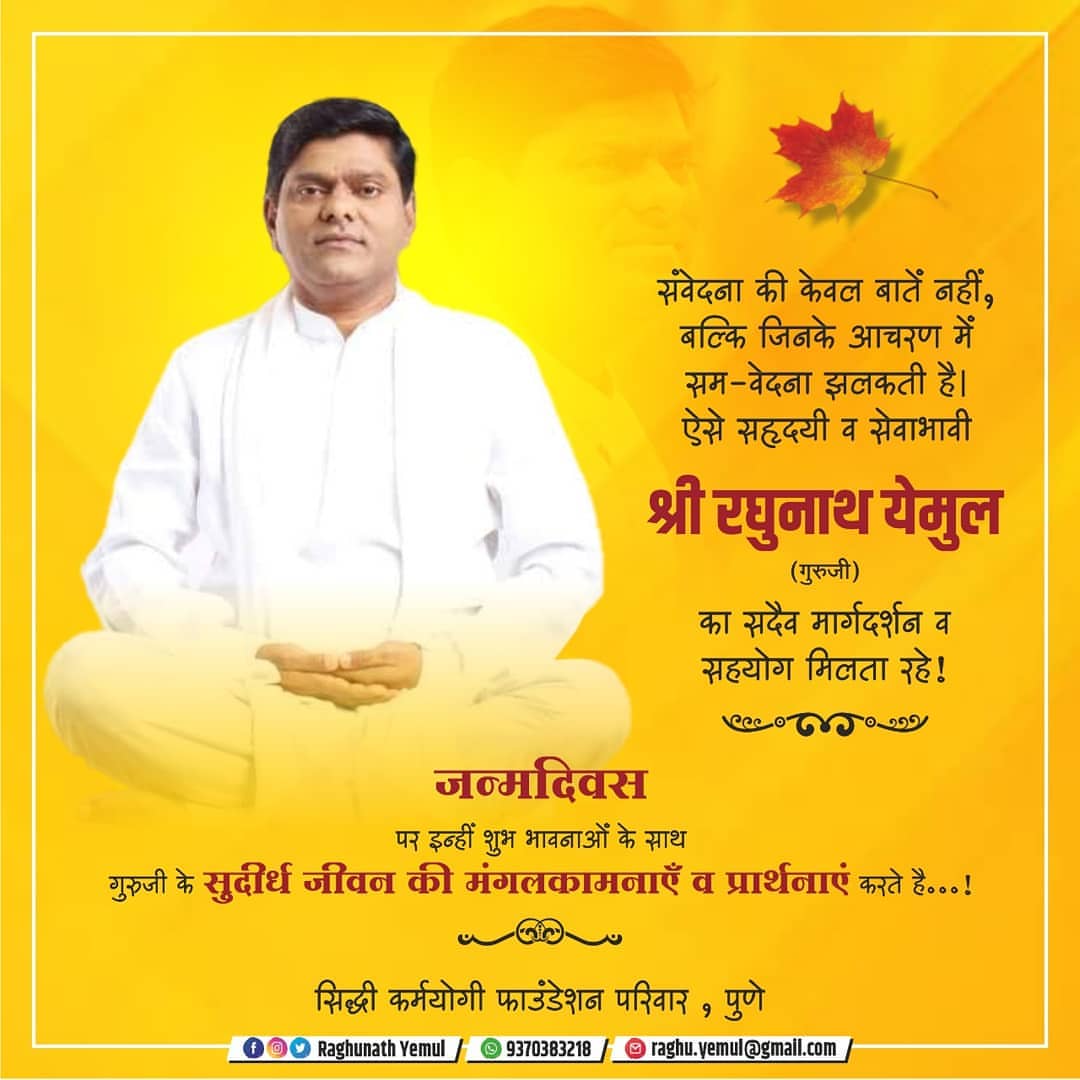 संवेदना की केवल बातें नहीं,
बल्कि जिनके आचरण में
सम-वेदना झलकती है।
ऐसे सहृदयी व सेवाभावी
श्री रघुनाथ येमुल
(गुरुजी)
का सदैव मार्गदर्शन व
सहयोग मिलता रहे!
जन्मदिवस
पर इन्हीं शुभ भावनाओं के साथ
गुरुजी के सुदीर्ध जीवन की मंगलकामनाएँ व प्रार्थनाएं करते है...!
सिद्धी कर्मयोगी फाउंडेशन परिवार , पुणे
Raghunath Yemul / 9370383218 / raghu.yemul@gmail.com